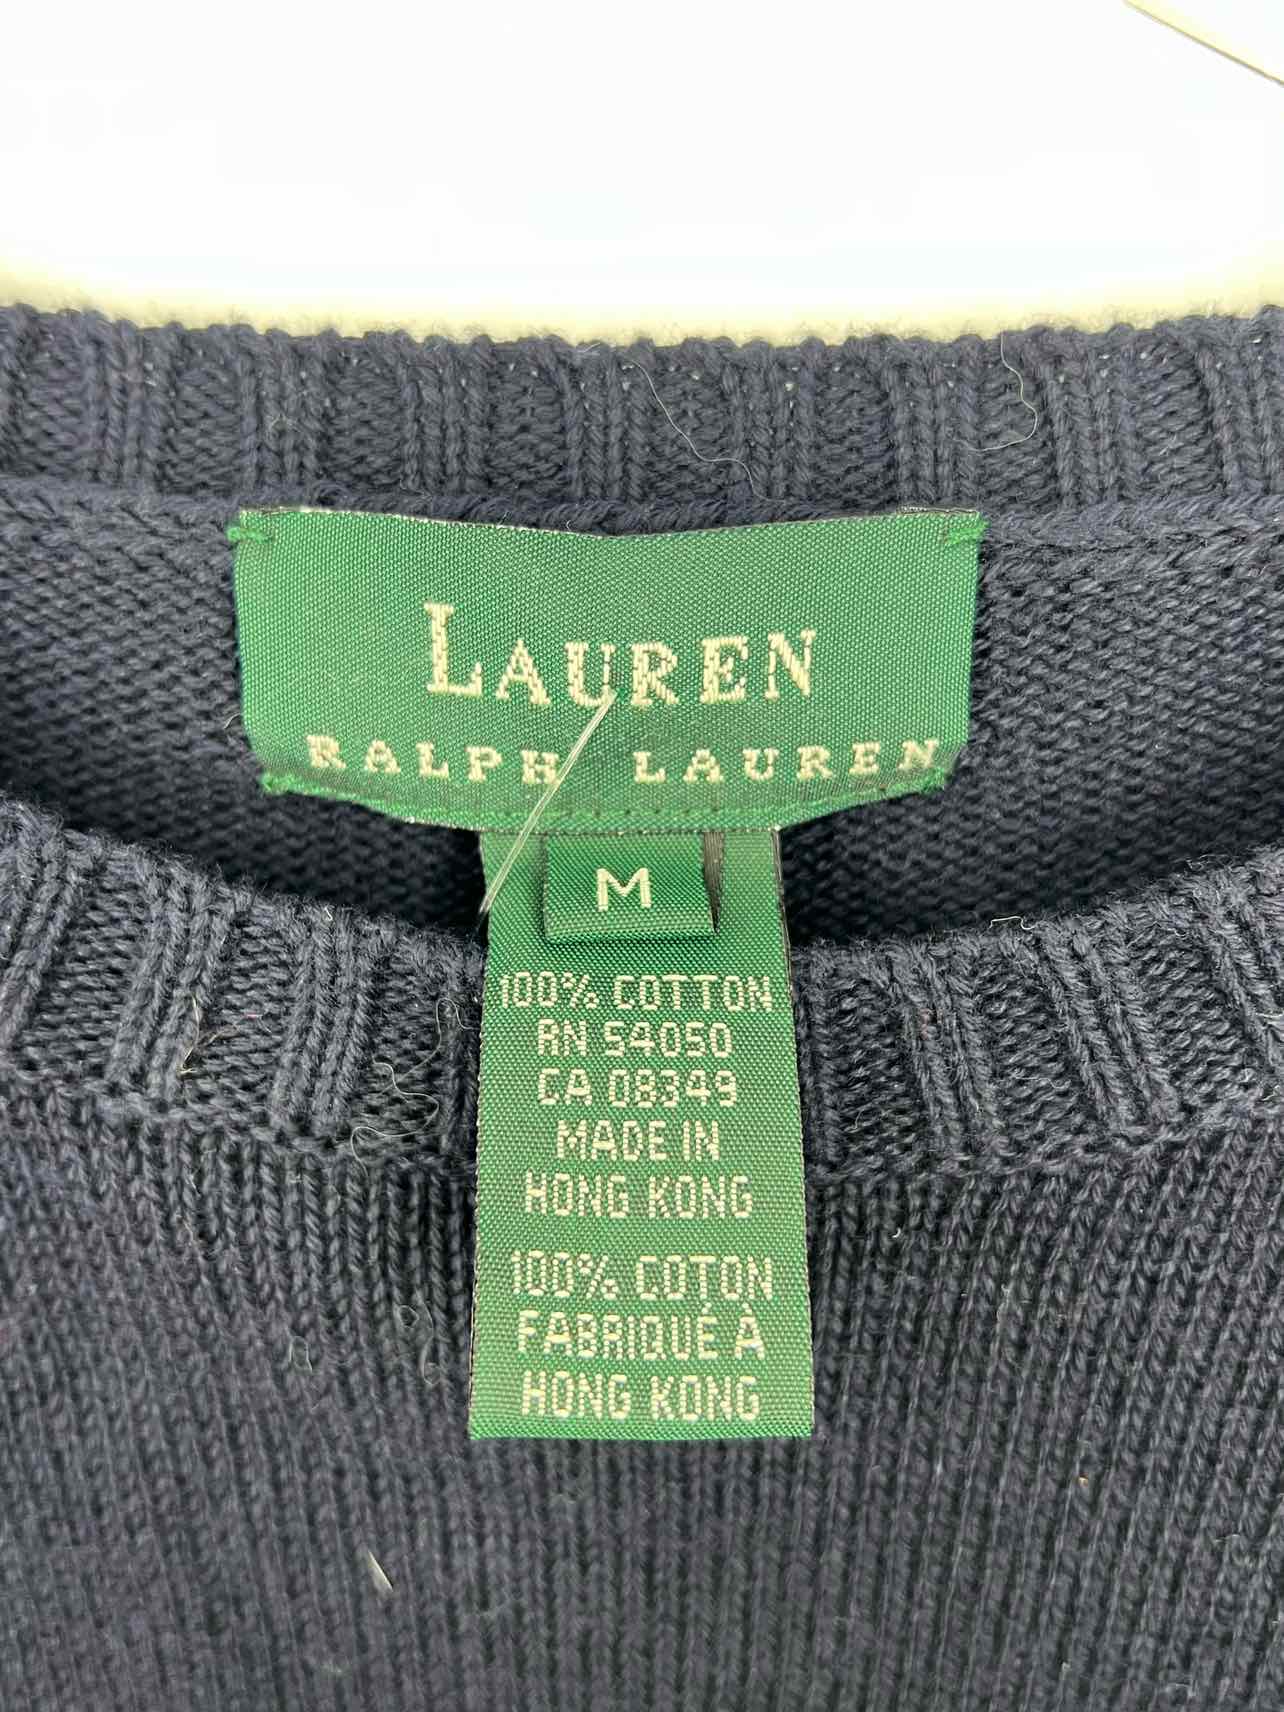 LAUREN
RALPH LAUREN
M
100% COTTON
RN 54050
CA 08349
MADE IN
HONG KONG
100% COTON
FABRIQUÉ À
HONG KONG